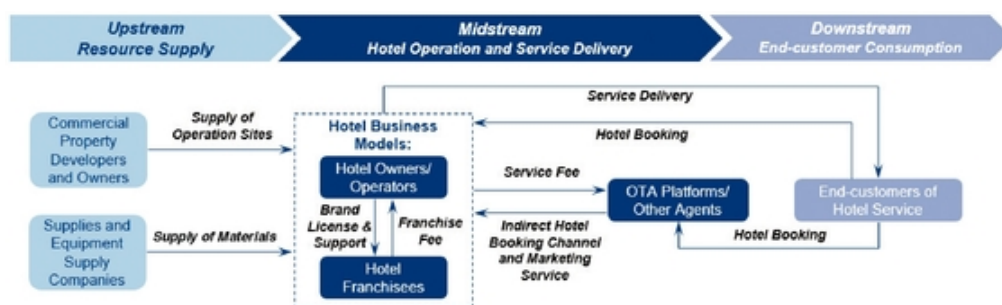 Upstream
Resource Supply
Midstream
Hotel Operation and Service Delivery
Downstream
End-customer Consumption
Commercial
Property
Developers
and Owners
Supply of
Operation Sites
Supplies and
Equipment
Supply
Companies
Supply of Materials
Hotel Business
Models:
Hotel Owners/
Operators
Brand
License &
Support
Franchise
Fee
Hotel
Franchisees
Service Delivery
Hotel Booking
Service Fee
Indirect Hotel
Booking Channel
and Marketing
Service
OTA Platforms/
Other Agents
End-customers of
Hotel Service
Hotel Booking